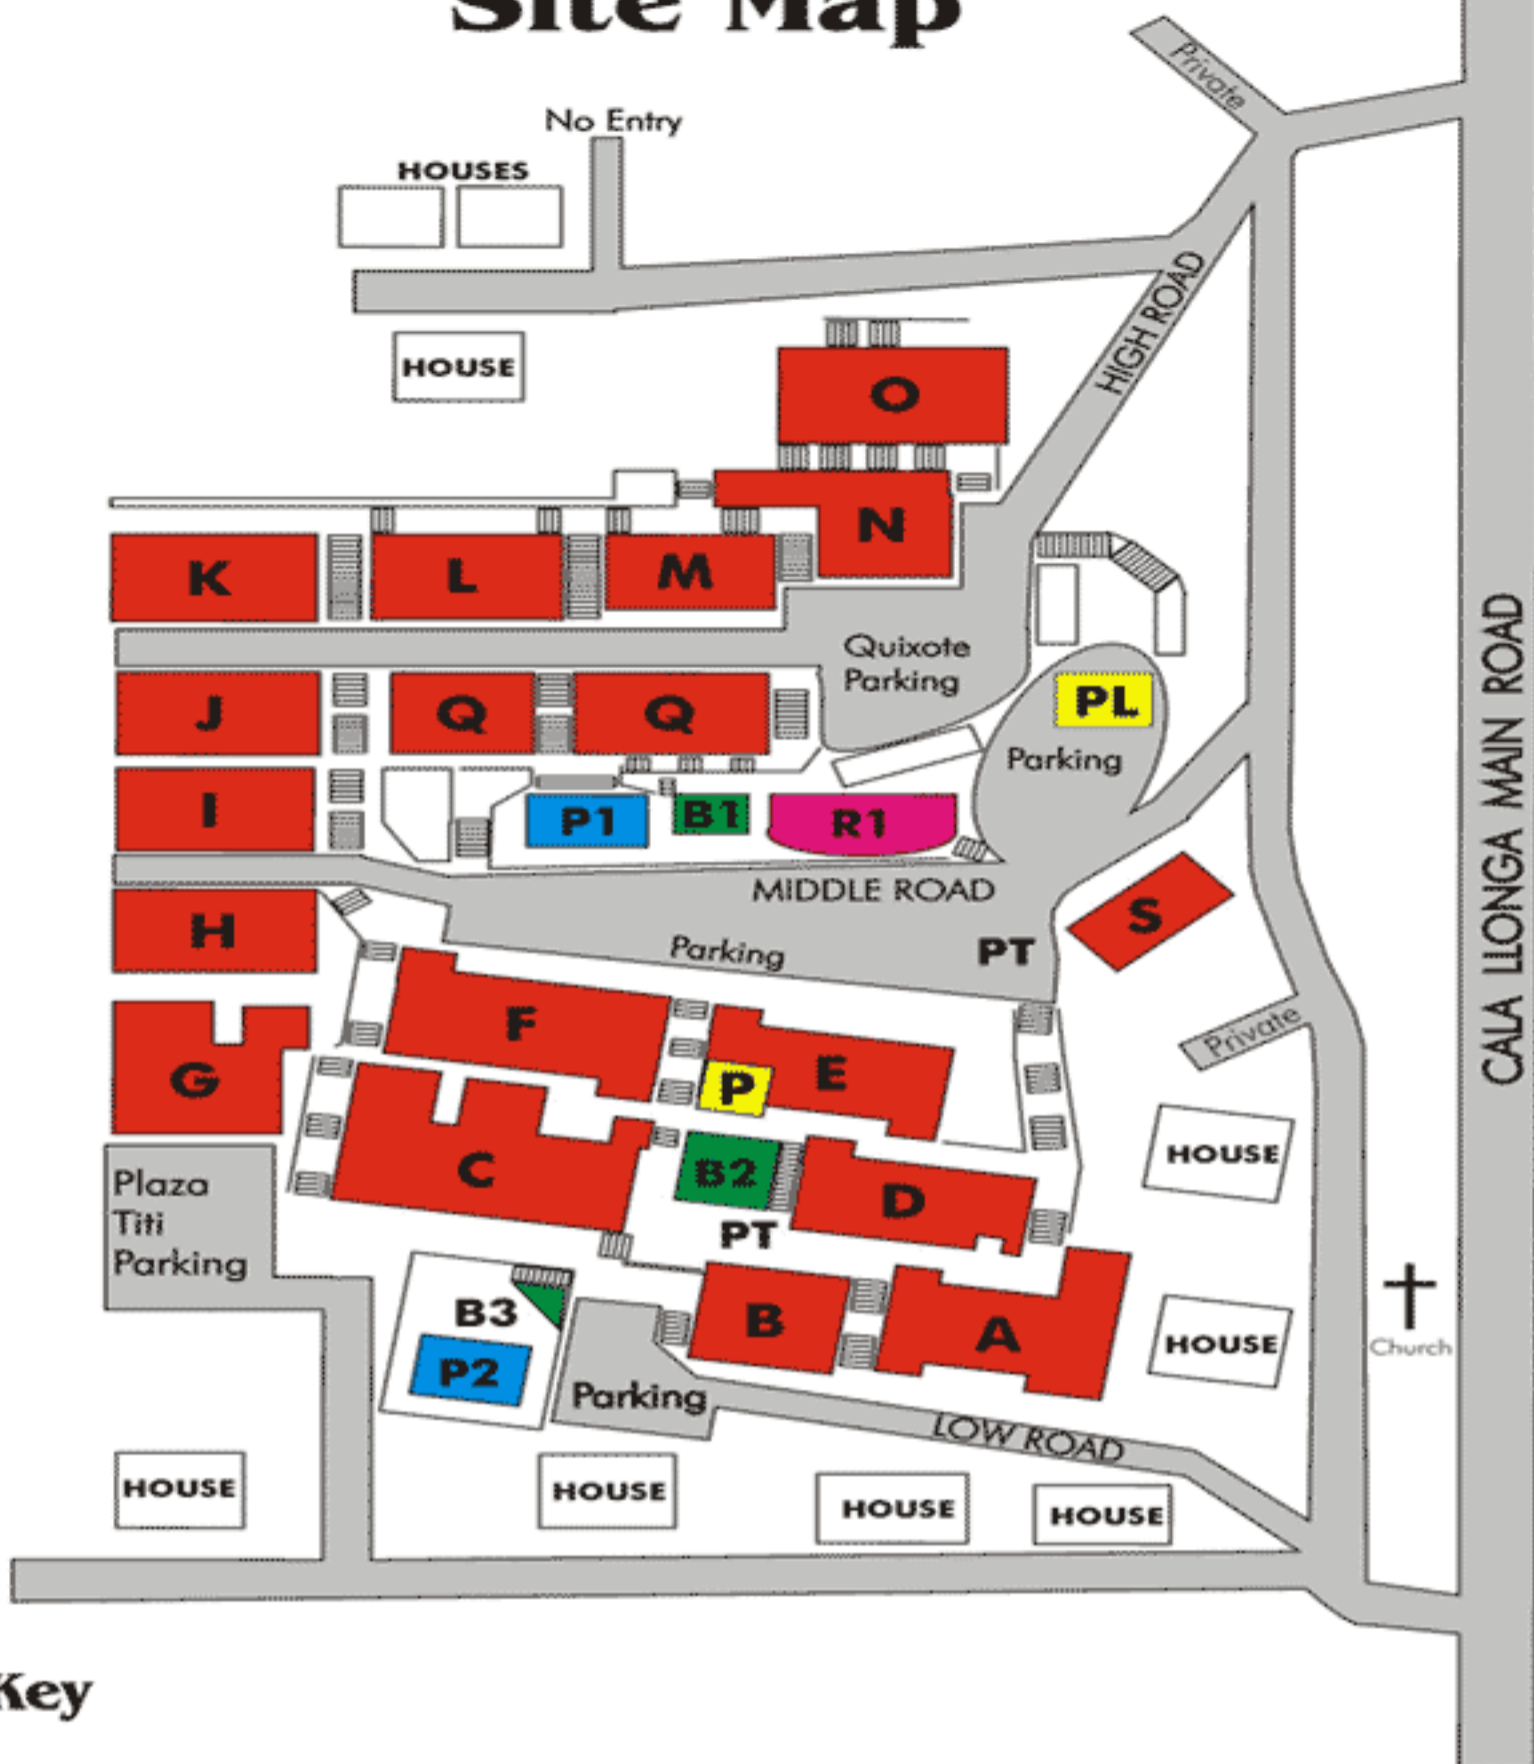 Site Map
Private
No Entry
HOUSES
HIGH ROAD
HOUSE
O
N
K
L
M
Quixote
Parking
J
Q
Q
PL
Parking
I
P1
B1
R1
MIDDLE ROAD
H
S
Parking
PT
F
Private
G
E
P
C
B2
D
HOUSE
Plaza
Titi
Parking
PT
B3
B
A
HOUSE
Church
P2
Parking
LOW ROAD
HOUSE
HOUSE
HOUSE
HOUSE
CALA LLONGA MAIN ROAD
Key